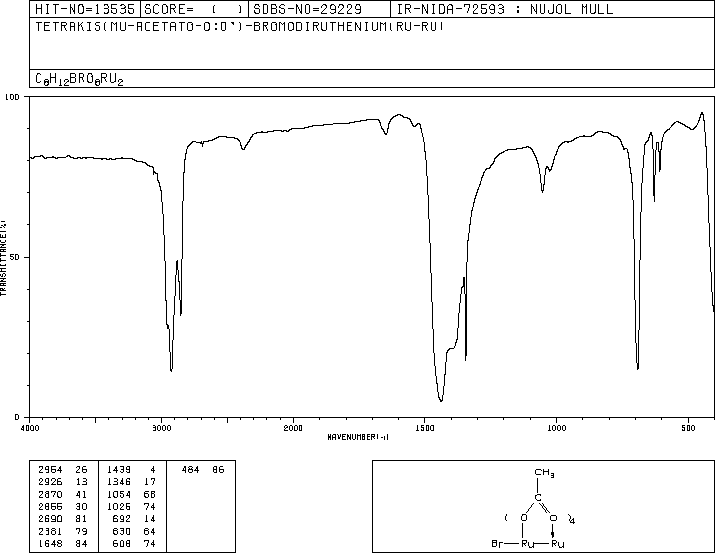 HIT-NO=13535 SCORE= ( ) SDBS-NO=29229 IR-NIDA-72593 : NUJOL MULL
TETRAKIS(MU-ACETATO-O:O')-BROMODIRUTHENIUM(RU-RU)
C8H12BRO8RU2
100
TRANSMITTANCE(%)
50
0
4000 3000 2000 1500 1000 500
WAVENUMBER(-1)
2954 26 1439 4 484 86
2926 13 1346 17
2870 41 1054 68
2855 30 1026 74
2690 81 692 14
2381 79 630 64
1648 84 608 74
CH3
C
( O O )4
Br Ru Ru